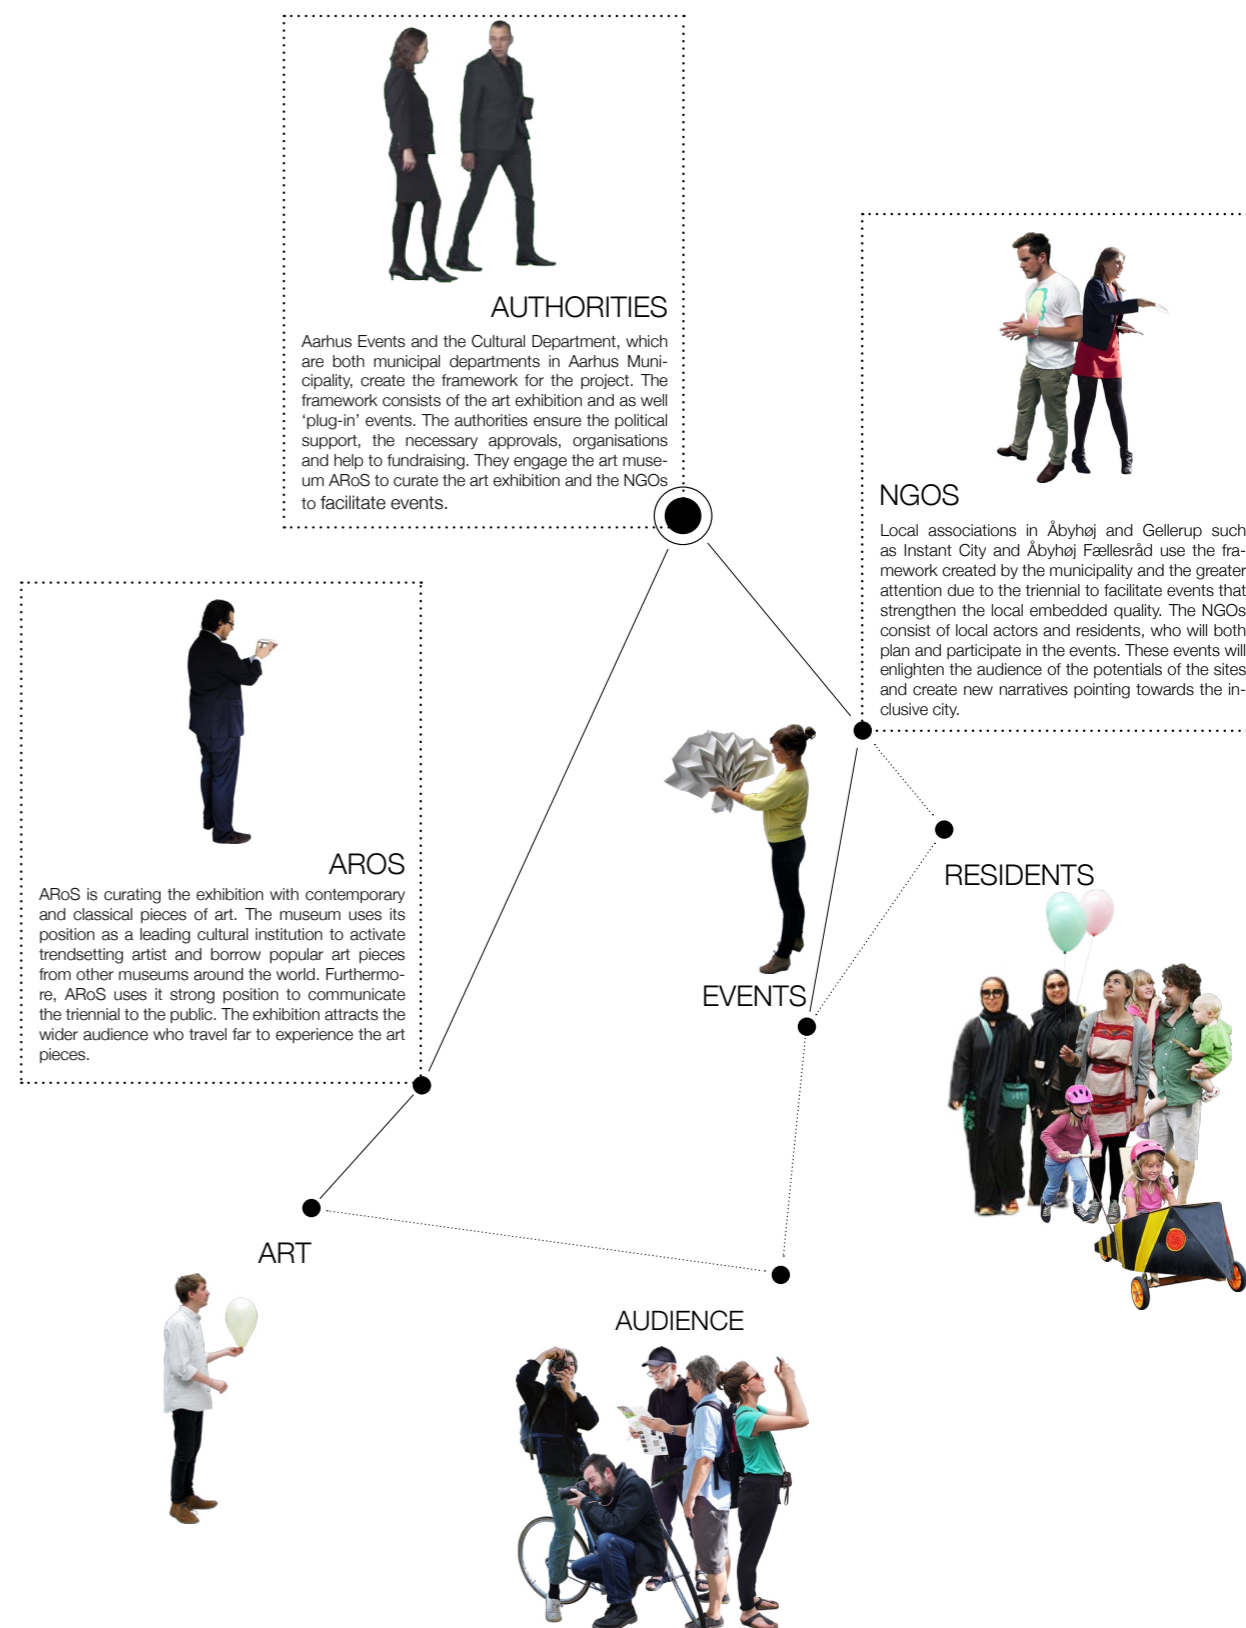 AUTHORITIES
Aarhus Events and the Cultural Department, which
are both municipal departments in Aarhus Muni-
cipality, create the framework for the project. The
framework consists of the art exhibition and as well
‘plug-in’ events. The authorities ensure the political
support, the necessary approvals, organisations
and help to fundraising. They engage the art muse-
um ARoS to curate the art exhibition and the NGOs
to facilitate events.
NGOS
Local associations in Åbyhøj and Gellerup such
as Instant City and Åbyhøj Fællesråd use the fra-
mework created by the municipality and the greater
attention due to the triennial to facilitate events that
strengthen the local embedded quality. The NGOs
consist of local actors and residents, who will both
plan and participate in the events. These events will
enlighten the audience of the potentials of the sites
and create new narratives pointing towards the in-
clusive city.
AROS
ARoS is curating the exhibition with contemporary
and classical pieces of art. The museum uses its
position as a leading cultural institution to activate
trendsetting artist and borrow popular art pieces
from other museums around the world. Furthermo-
re, ARoS uses it strong position to communicate
the triennial to the public. The exhibition attracts the
wider audience who travel far to experience the art
pieces.
RESIDENTS
EVENTS
ART
AUDIENCE